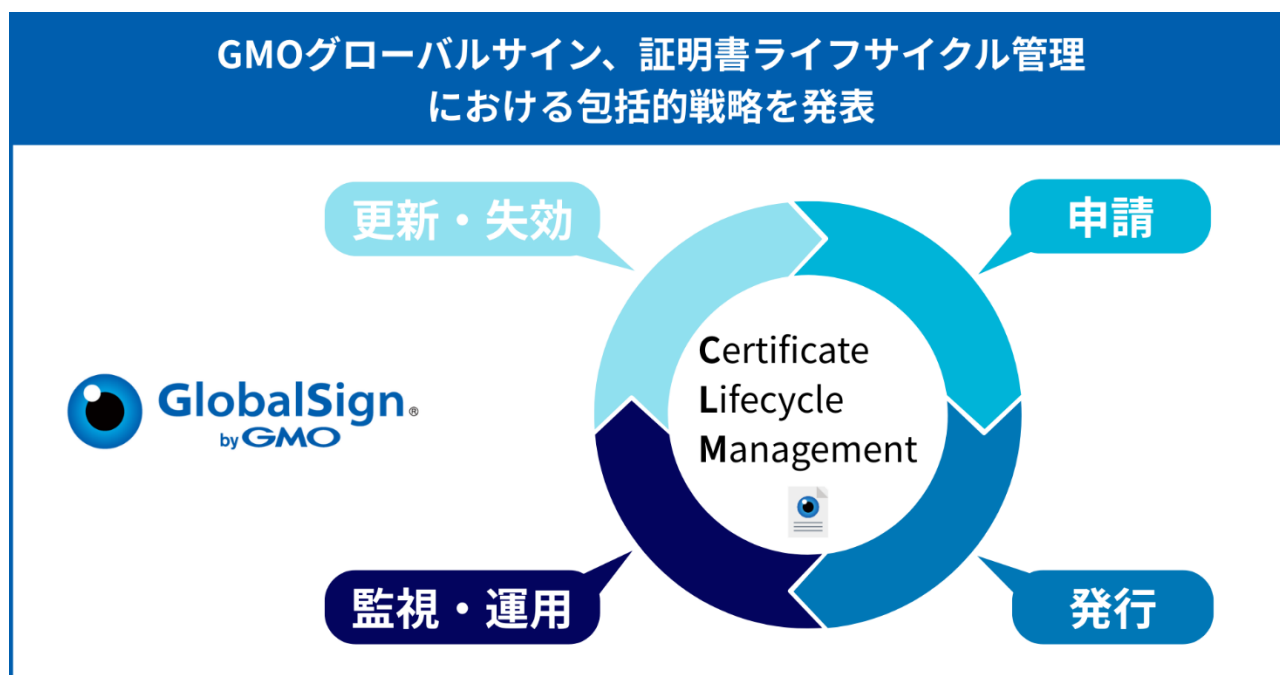 GMOグローバルサイン、証明書ライフサイクル管理
における包括的戦略を発表
更新・失効
申請
Certificate
Lifecycle
Management
GlobalSign®
by GMO
監視・運用
発行